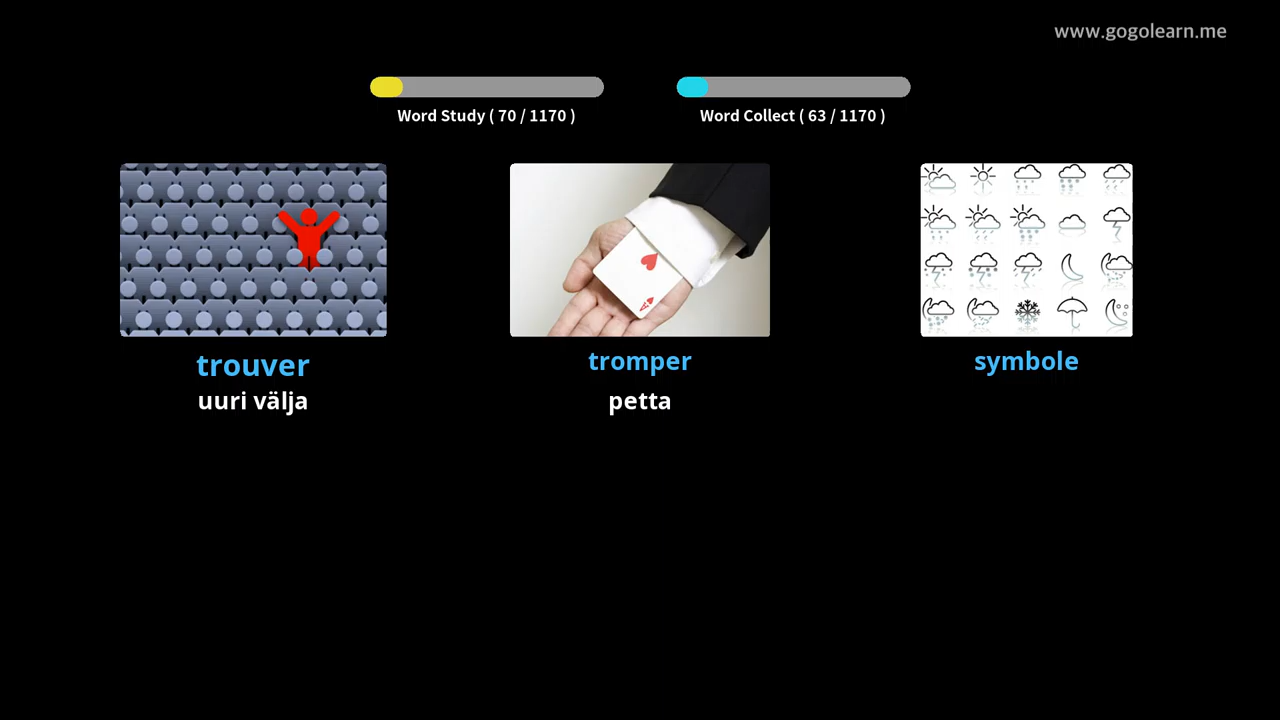 www.gogolearn.me
Word Study ( 70 / 1170 )
Word Collect ( 63 / 1170 )
trouver
tromper
symbole
uuri välja
petta